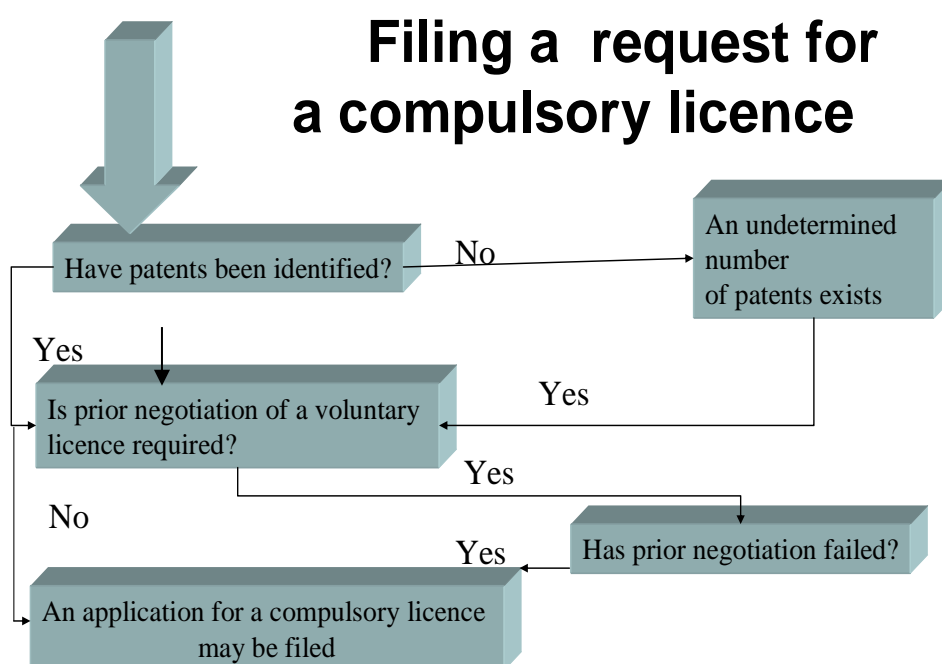 Filing a request for
a compulsory licence
Have patents been identified?
No
An undetermined
number
of patents exists
Yes
Is prior negotiation of a voluntary
licence required?
Yes
Yes
No
Has prior negotiation failed?
Yes
An application for a compulsory licence
may be filed